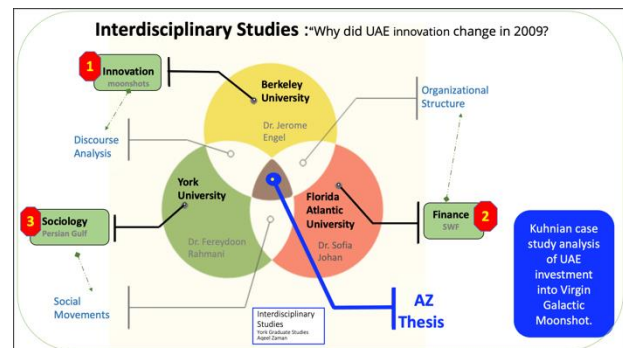 Interdisciplinary Studies :"Why did UAE innovation change in 2009?
1
Innovation
moonshots
Berkeley
University
Dr. Jerome
Engel
Organizational
Structure
Discourse
Analysis
York
University
Dr. Fereydoon
Rahmani
Florida
Atlantic
University
Dr. Sofia
Johan
3
Sociology
Persian Gulf
Finance
SWF
2
Social
Movements
Interdisciplinary
Studies
York Graduate Studies
Aqeel Zaman
AZ
Thesis
Kuhnian case
study analysis
of UAE
investment
into Virgin
Galactic
Moonshot.